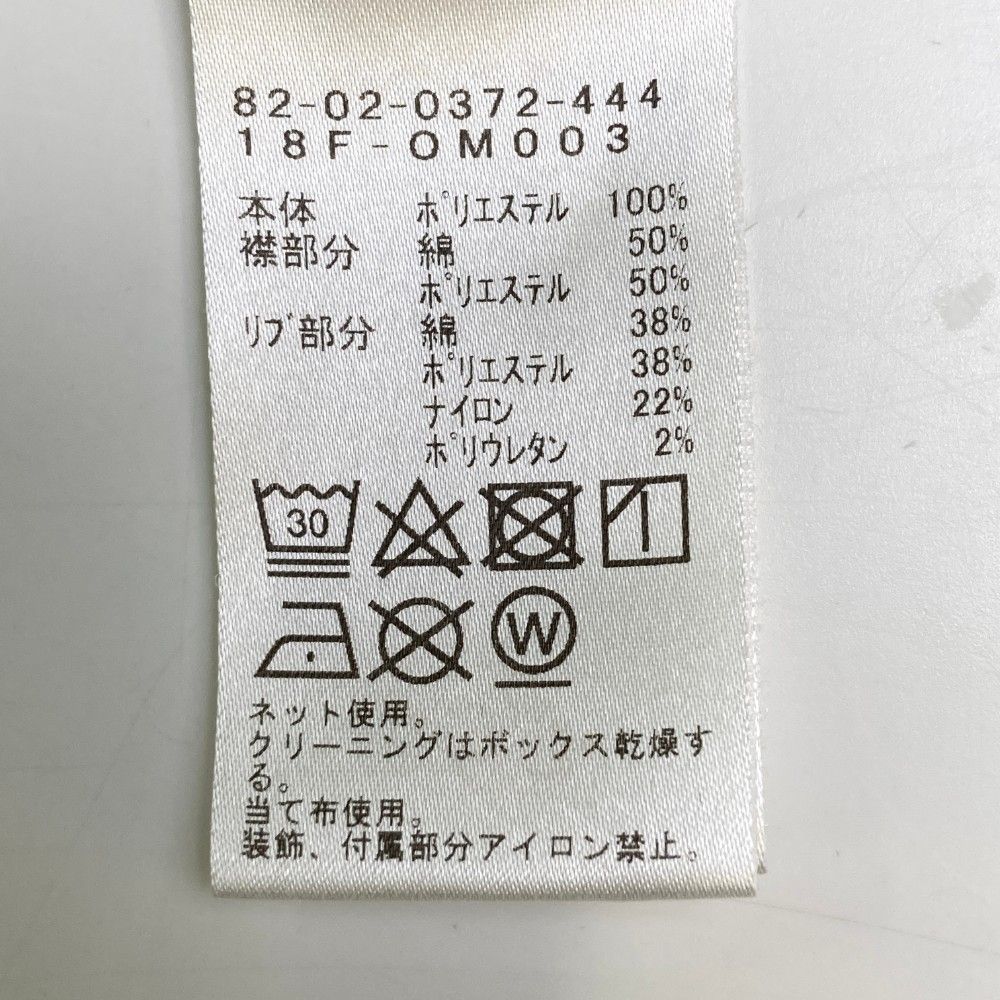 82-02-0372-444
18F-OM003
本体 ポリエステル 100%
襟部分 綿 50%
ポリエステル 50%
リブ部分 綿 38%
ポリエステル 38%
ナイロン 22%
ポリウレタン 2%
30
W
ネット使用。
クリーニングはボックス乾燥す
る。
当て布使用。
装飾、付属部分アイロン禁止。